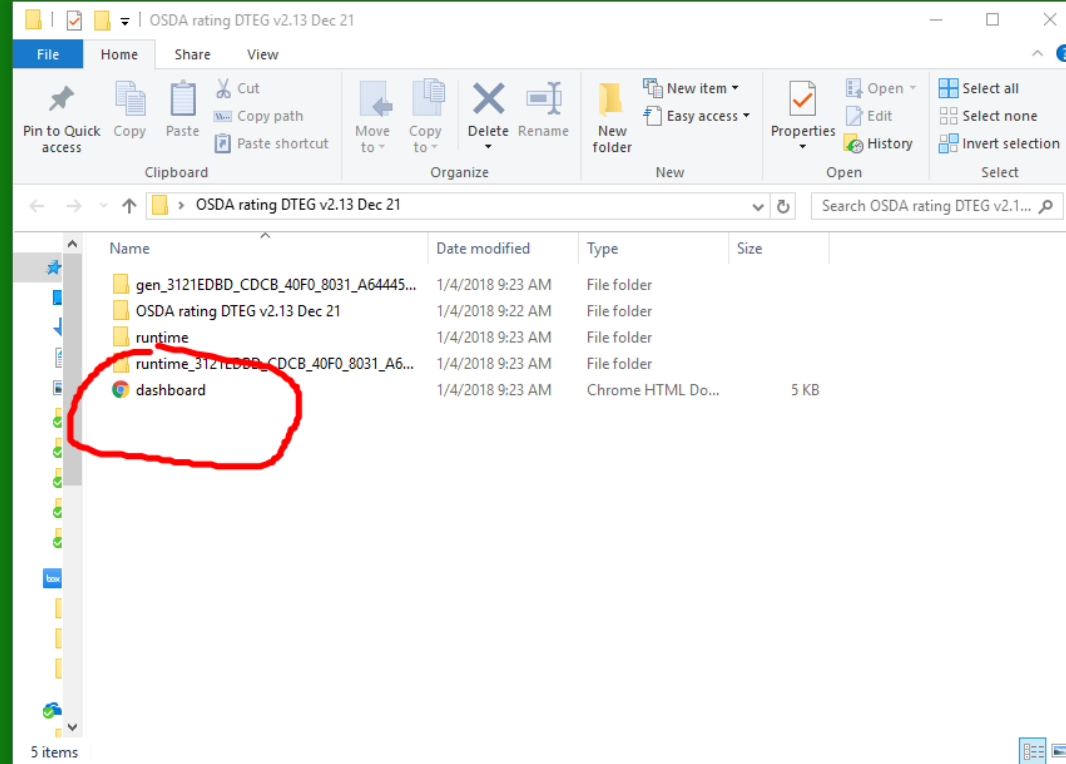 OSDA rating DTEG v2.13 Dec 21
File Home Share View
Pin to Quick access
Copy
Paste
Cut
Copy path
Paste shortcut
Clipboard
Move to
Copy to
Delete
Rename
Organize
New folder
New item
Easy access
New
Properties
Open
Edit
History
Open
Select all
Select none
Invert selection
Select
OSDA rating DTEG v2.13 Dec 21
Search OSDA rating DTEG v2.1...
Name Date modified Type Size
gen_3121EDBD_CDCB_40F0_8031_A64445... 1/4/2018 9:23 AM File folder
OSDA rating DTEG v2.13 Dec 21 1/4/2018 9:22 AM File folder
runtime 1/4/2018 9:23 AM File folder
runtime_3121EDBD_CDCB_40F0_8031_A6... 1/4/2018 9:23 AM File folder
dashboard 1/4/2018 9:23 AM Chrome HTML Do... 5 KB
box
5 items